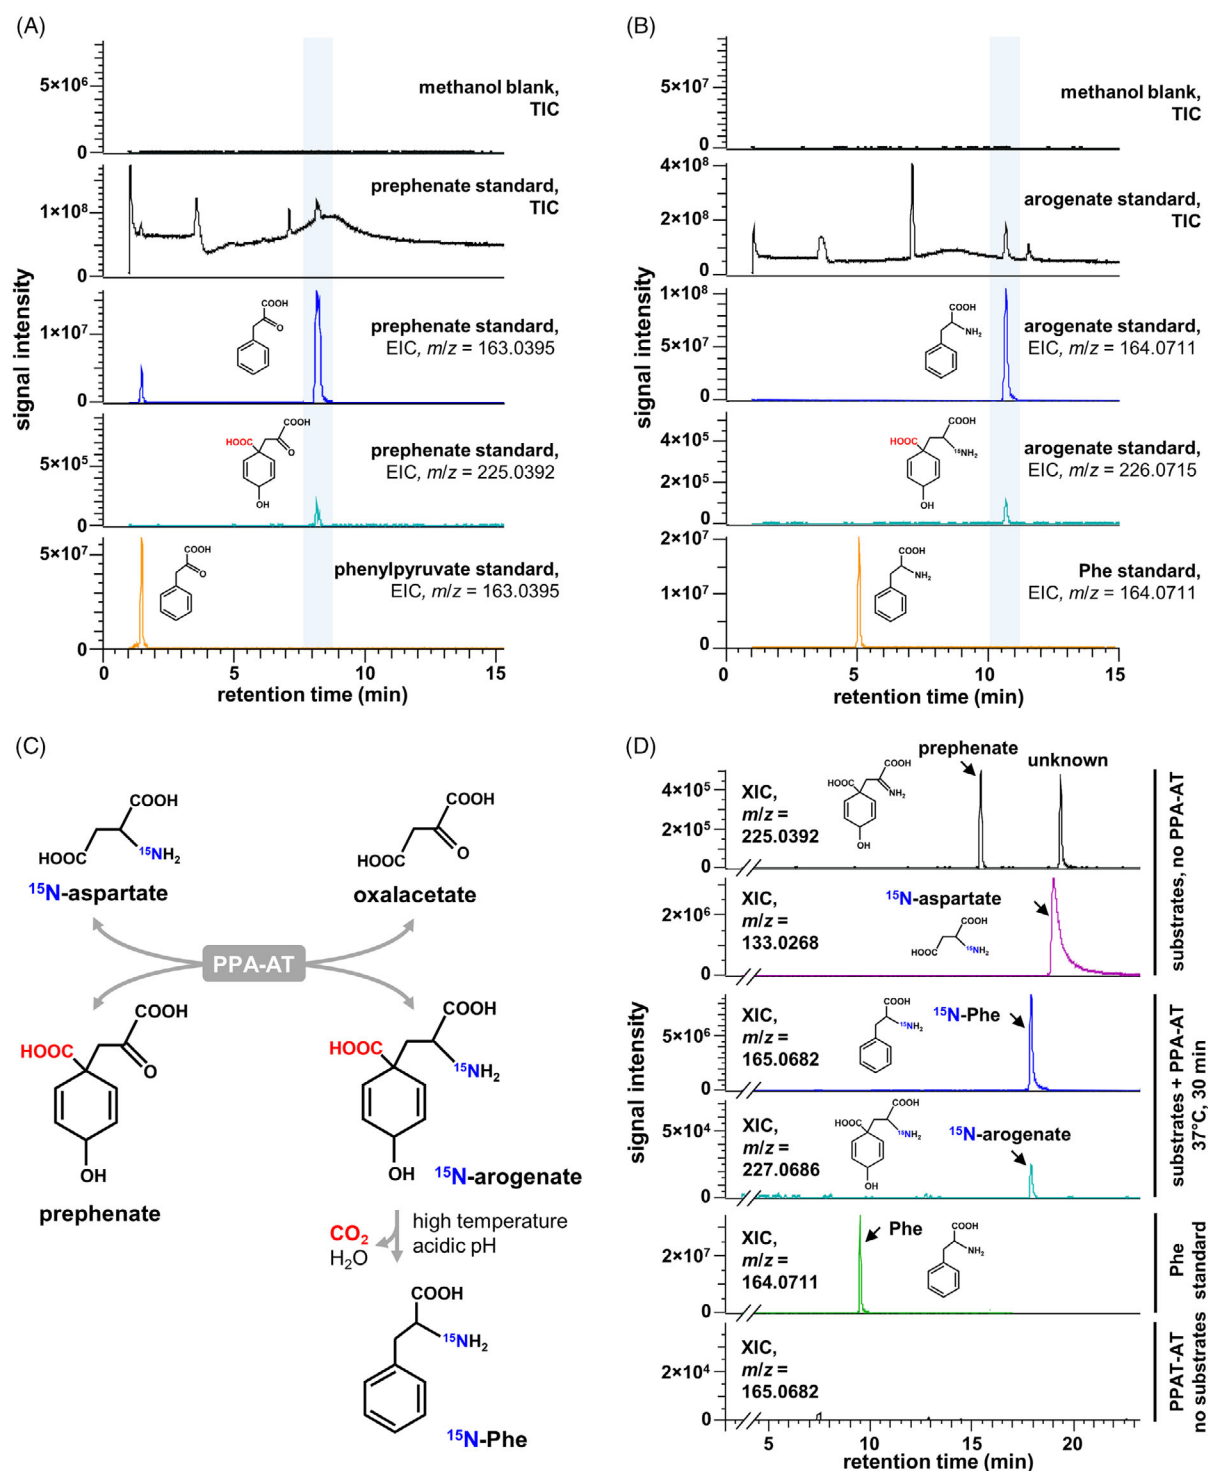 (A)
signal intensity
5×10⁶
0
methanol blank,
TIC
1×10⁸
0
prephenate standard,
TIC
1×10⁷
0
COOH
O
prephenate standard,
EIC, m/z = 163.0395
5×10⁵
0
HOOC
COOH
O
OH
prephenate standard,
EIC, m/z = 225.0392
5×10⁷
0
COOH
O
phenylpyruvate standard,
EIC, m/z = 163.0395
0 5 10 15
retention time (min)
(B)
signal intensity
5×10⁷
0
methanol blank,
TIC
4×10⁸
2×10⁸
0
arogenate standard,
TIC
1×10⁸
5×10⁷
0
COOH
NH₂
arogenate standard,
EIC, m/z = 164.0711
4×10⁵
2×10⁵
0
COOH
HOOC
¹⁵NH₂
OH
arogenate standard,
EIC, m/z = 226.0715
2×10⁷
1×10⁷
0
COOH
NH₂
Phe standard,
EIC, m/z = 164.0711
0 5 10 15
retention time (min)
(C)
COOH
HOOC
¹⁵NH₂
¹⁵N-aspartate
COOH
HOOC
O
oxalacetate
PPA-AT
COOH
HOOC
O
OH
prephenate
COOH
HOOC
¹⁵NH₂
OH
¹⁵N-arogenate
CO₂
H₂O
high temperature
acidic pH
COOH
¹⁵NH₂
¹⁵N-Phe
(D)
signal intensity
4×10⁵
2×10⁵
0
XIC,
m/z =
225.0392
COOH
HOOC
NH₂
OH
prephenate
unknown
2×10⁶
0
XIC,
m/z =
133.0268
¹⁵N-aspartate
COOH
HOOC
¹⁵NH₂
substrates, no PPA-AT
5×10⁶
0
XIC,
m/z =
165.0682
COOH
¹⁵NH₂
¹⁵N-Phe
5×10⁴
0
XIC,
m/z =
227.0686
COOH
HOOC
¹⁵NH₂
OH
¹⁵N-arogenate
substrates + PPA-AT
37°C, 30 min
2×10⁷
0
XIC,
m/z =
164.0711
Phe
COOH
NH₂
Phe
standard
2×10⁴
0
XIC,
m/z =
165.0682
PPAT-AT
no substrates
5 10 15 20
retention time (min)